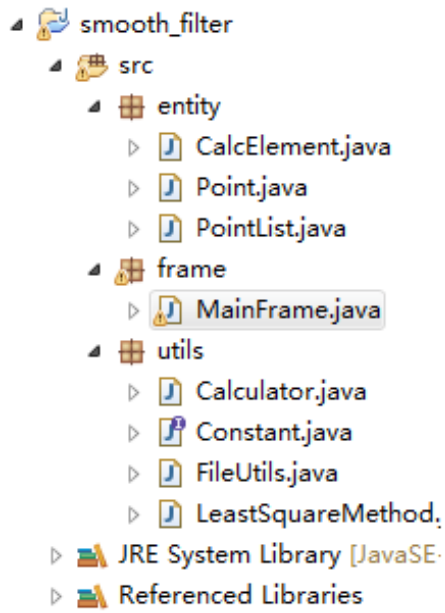 smooth_filter
src
entity
CalcElement.java
Point.java
PointList.java
frame
MainFrame.java
utils
Calculator.java
Constant.java
FileUtils.java
LeastSquareMethod.
JRE System Library [JavaSE-
Referenced Libraries